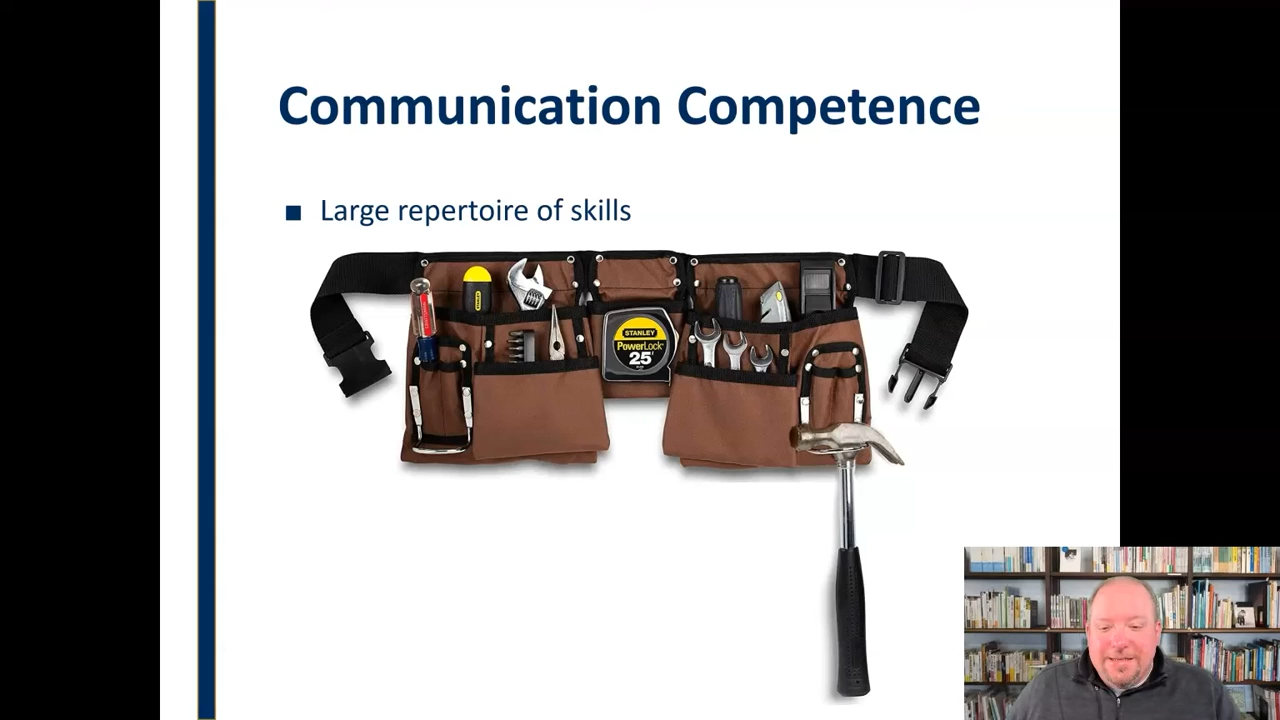 Communication Competence
Large repertoire of skills
STANLEY
PowerLock
25'